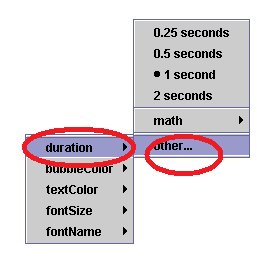 0.25 seconds
0.5 seconds
1 second
2 seconds
math
other...
duration
bubbleColor
textColor
fontSize
fontName